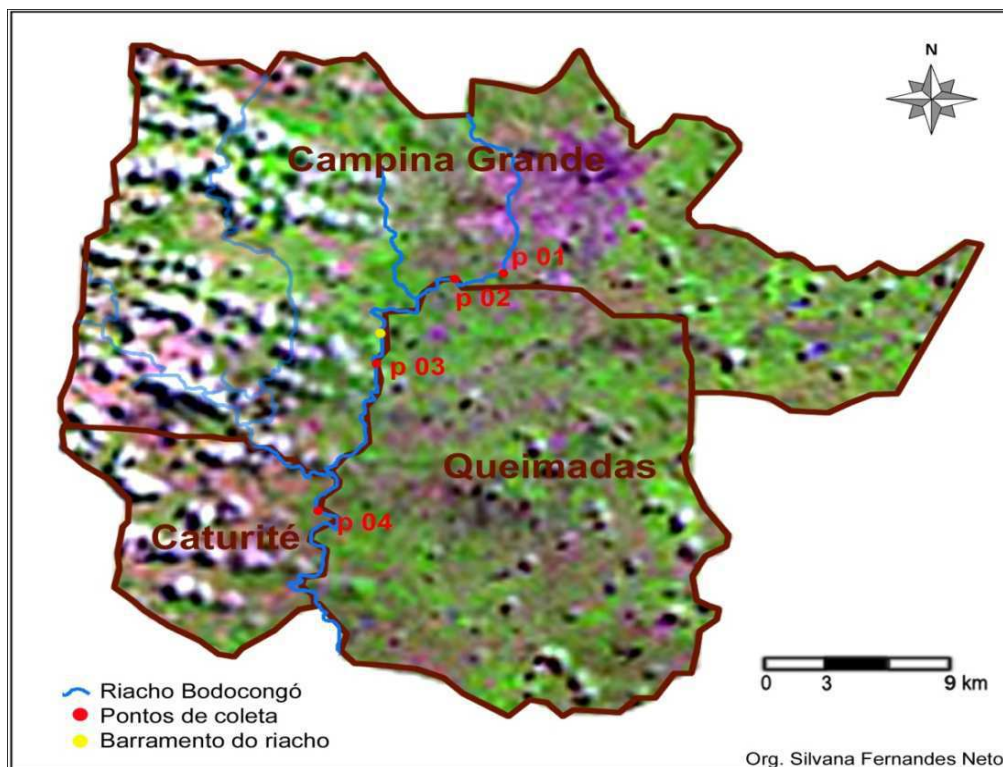 N
Campina Grande
p 01
p 02
p 03
Queimadas
p 04
Caturité
0 3 9 km
Riacho Bodocongó
Pontos de coleta
Barramento do riacho
Org. Silvana Fernandes Neto